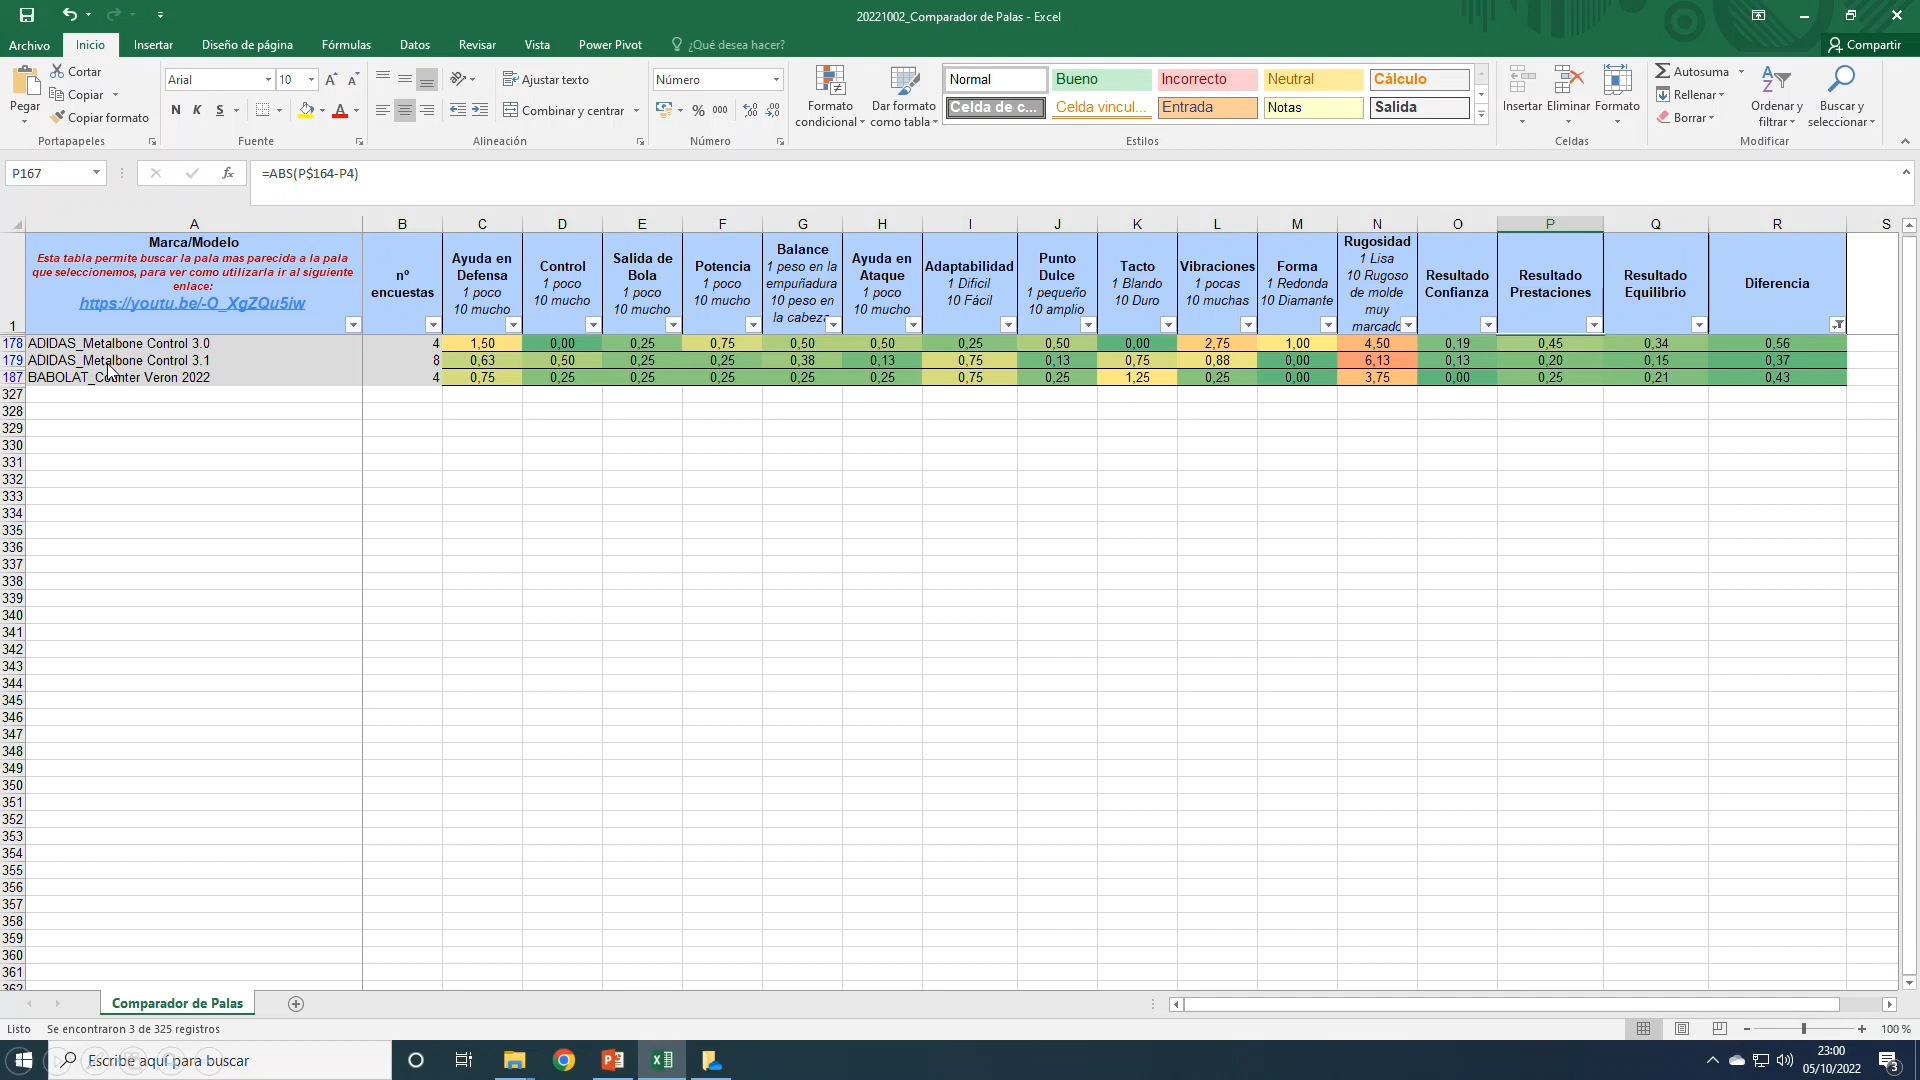 20221002_Comparador de Palas - Excel
Archivo Inicio Insertar Diseño de página Fórmulas Datos Revisar Vista Power Pivot ¿Qué desea hacer? Compartir
Pegar
Cortar
Copiar
Copiar formato
Portapapeles
Arial 10
N K S
Fuente
Ajustar texto
Combinar y centrar
Alineación
Número
% 000
Número
Formato condicional
Dar formato como tabla
Normal Bueno Incorrecto Neutral Cálculo
Celda de c... Celda vincul... Entrada Notas Salida
Estilos
Insertar Eliminar Formato
Celdas
Autosuma
Rellenar
Borrar
Ordenar y filtrar
Buscar y seleccionar
Modificar
P167 fx =ABS(P$164-P4)
A B C D E F G H I J K L M N O P Q R S
1
Marca/Modelo
Esta tabla permite buscar la pala mas parecida a la pala
que seleccionemos, para ver como utilizarla ir al siguiente
enlace:
https://youtu.be/-O_XgZQu5iw
nº
encuestas
Ayuda en
Defensa
1 poco
10 mucho
Control
1 poco
10 mucho
Salida de
Bola
1 poco
10 mucho
Potencia
1 poco
10 mucho
Balance
1 peso en la
empuñadura
10 peso en
la cabeza
Ayuda en
Ataque
1 poco
10 mucho
Adaptabilidad
1 Dificil
10 Fácil
Punto
Dulce
1 pequeño
10 amplio
Tacto
1 Blando
10 Duro
Vibraciones
1 pocas
10 muchas
Forma
1 Redonda
10 Diamante
Rugosidad
1 Lisa
10 Rugoso
de molde
muy
marcado
Resultado
Confianza
Resultado
Prestaciones
Resultado
Equilibrio
Diferencia
178 ADIDAS_Metalbone Control 3.0 4 1,50 0,00 0,25 0,75 0,50 0,50 0,25 0,50 0,00 2,75 1,00 4,50 0,19 0,45 0,34 0,56
179 ADIDAS_Metalbone Control 3.1 8 0,63 0,50 0,25 0,25 0,38 0,13 0,75 0,13 0,75 0,88 0,00 6,13 0,13 0,20 0,15 0,37
187 BABOLAT_Counter Veron 2022 4 0,75 0,25 0,25 0,25 0,25 0,25 0,75 0,25 1,25 0,25 0,00 3,75 0,00 0,25 0,21 0,43
327
328
329
330
331
332
333
334
335
336
337
338
339
340
341
342
343
344
345
346
347
348
349
350
351
352
353
354
355
356
357
358
359
360
361
362
Comparador de Palas
Listo Se encontraron 3 de 325 registros 100 %
Escribe aquí para buscar
23:00
05/10/2022
3